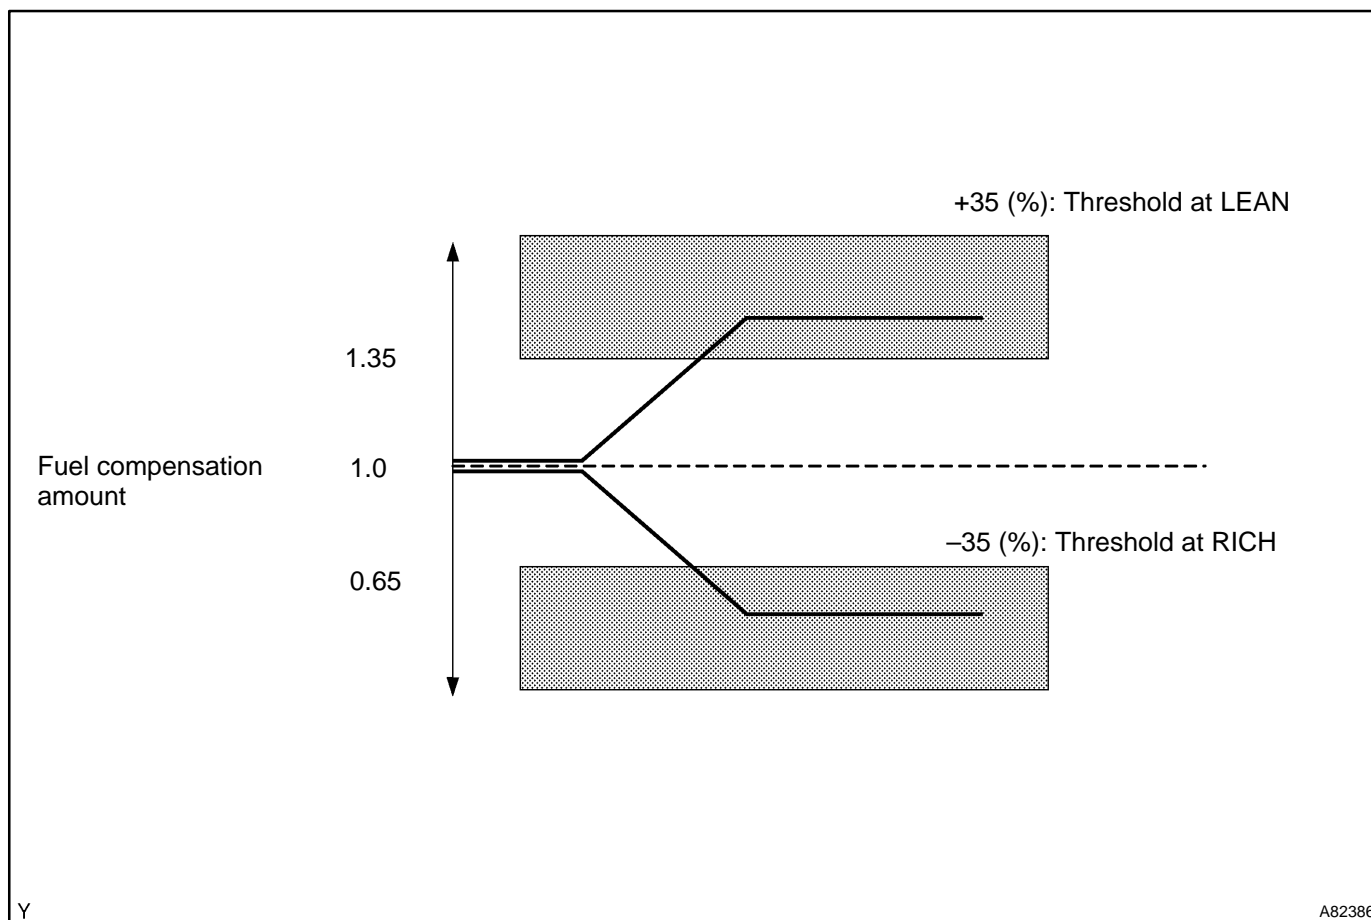 +35 (%): Threshold at LEAN
1.35
Fuel compensation
amount
1.0
–35 (%): Threshold at RICH
0.65
Y
A82386